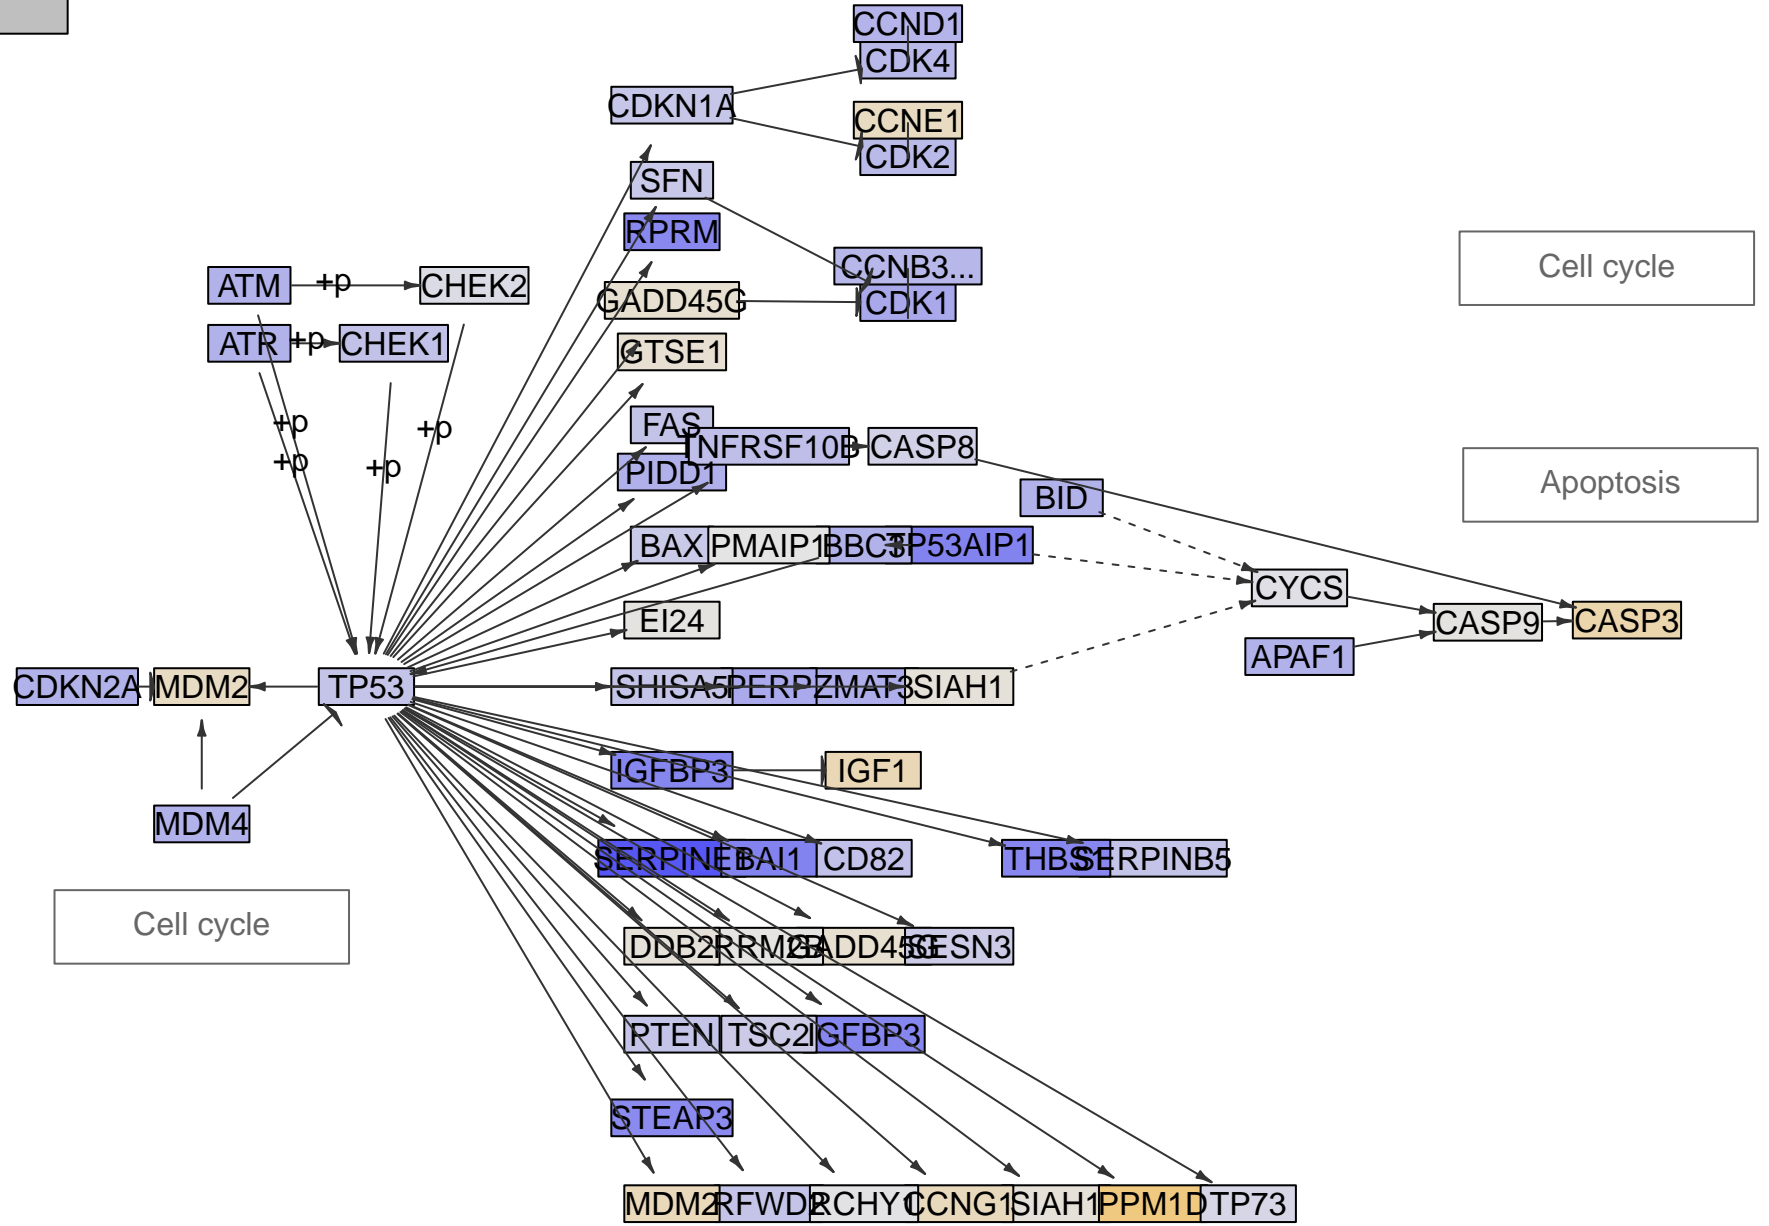 CCND1
CDK4
CDKN1A
CCNE1
CDK2
SFN
RPRM
CCNB3...
Cell cycle
ATM
+p
CHEK2
GADD45G
CDK1
ATR
+p
CHEK1
GTSE1
FAS
+p
+p
TNFRSF10B
CASP8
+p
+p
PIDD1
BID
Apoptosis
BAX
PMAIP1
BBC3
TP53AIP1
CYCS
EI24
CASP9
CASP3
APAF1
CDKN2A
MDM2
TP53
SHISA5
PERP
ZMAT3
SIAH1
IGFBP3
IGF1
MDM4
SERPINE1
BAI1
CD82
THBS1
SERPINB5
Cell cycle
DDB2
RRM2B
GADD45G
SESN3
PTEN
TSC2
IGFBP3
STEAP3
MDM2
RFWD2
RCHY1
CCNG1
SIAH1
PPM1D
TP73